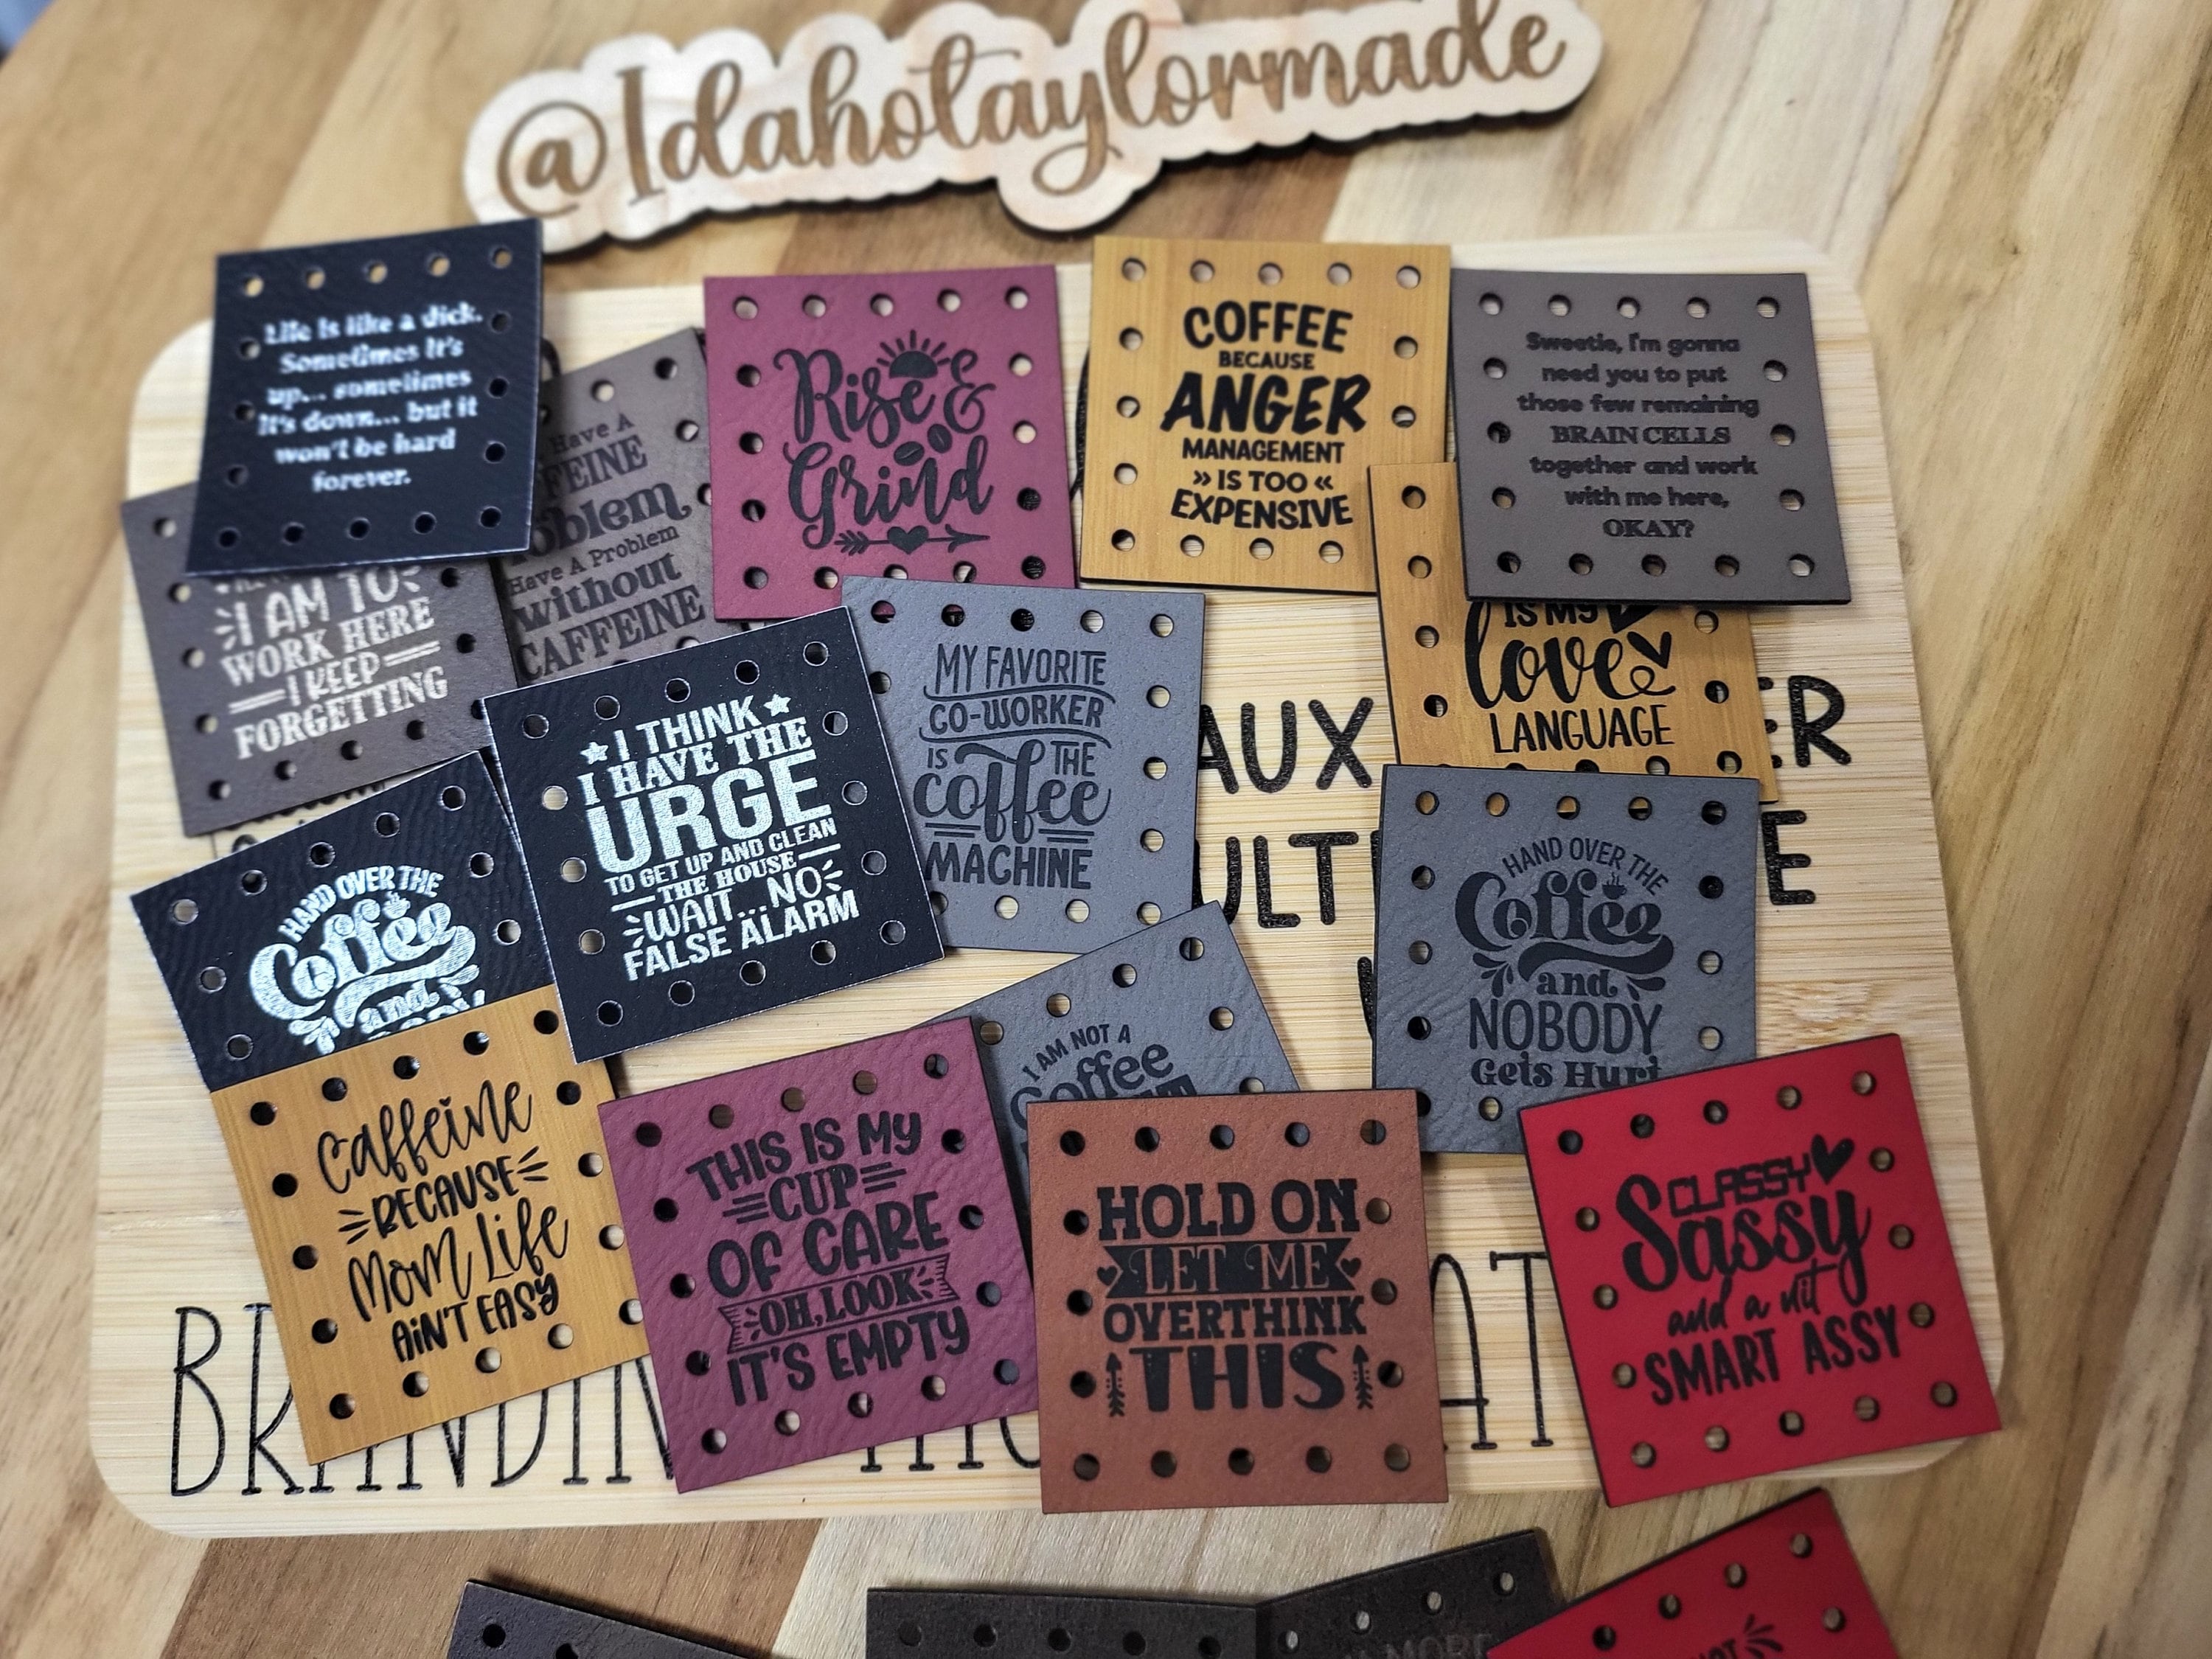 @Idahotaylormade
Life is like a dick.
Sometimes it's
up... sometimes
it's down... but it
won't be hard
forever.
Have A
Problem
Have A Problem
without
CAFFEINE
Rise &
Grind
COFFEE
BECAUSE
ANGER
MANAGEMENT
» IS TOO «
EXPENSIVE
Sweetie, I'm gonna
need you to put
those few remaining
BRAIN CELLS
together and work
with me here,
OKAY?
I AM TO
WORK HERE
I KEEP
FORGETTING
I THINK
I HAVE THE
URGE
TO GET UP AND CLEAN
THE HOUSE
WAIT...NO
FALSE ALARM
MY FAVORITE
CO-WORKER
IS THE
coffee
MACHINE
IS MY
love
LANGUAGE
AUX
HAND OVER THE
Coffee
and
HAND OVER THE
Coffee
and
NOBODY
Gets Hurt
I AM NOT A
Coffee
Caffeine
BECAUSE
Mom Life
AIN'T EASY
THIS IS MY
CUP
OF CARE
OH, LOOK
IT'S EMPTY
HOLD ON
LET ME
OVERTHINK
THIS
CLASSY
Sassy
and a bit
SMART ASSY
MORE